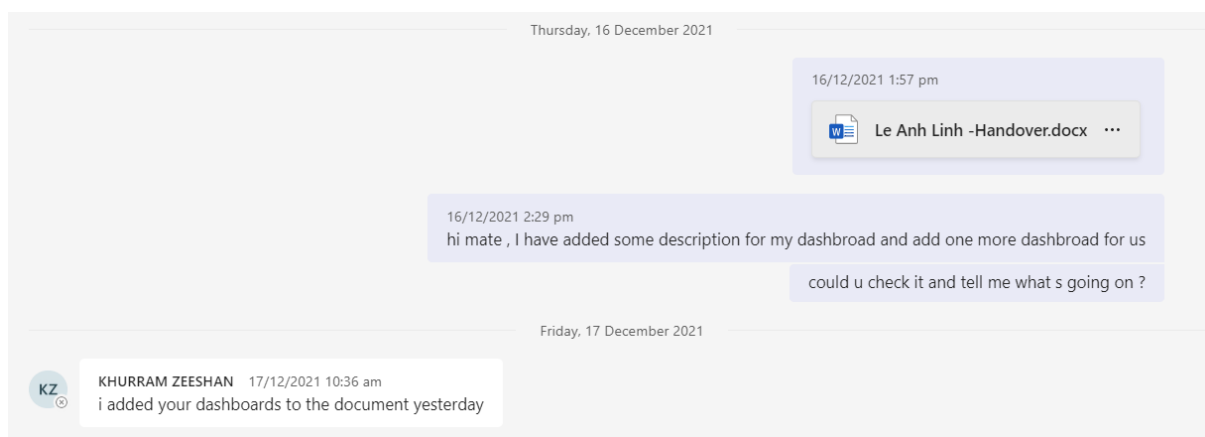 Thursday, 16 December 2021
16/12/2021 1:57 pm
Le Anh Linh -Handover.docx ...
16/12/2021 2:29 pm
hi mate , I have added some description for my dashbroad and add one more dashbroad for us
could u check it and tell me what s going on ?
Friday, 17 December 2021
KZ
KHURRAM ZEESHAN 17/12/2021 10:36 am
i added your dashboards to the document yesterday